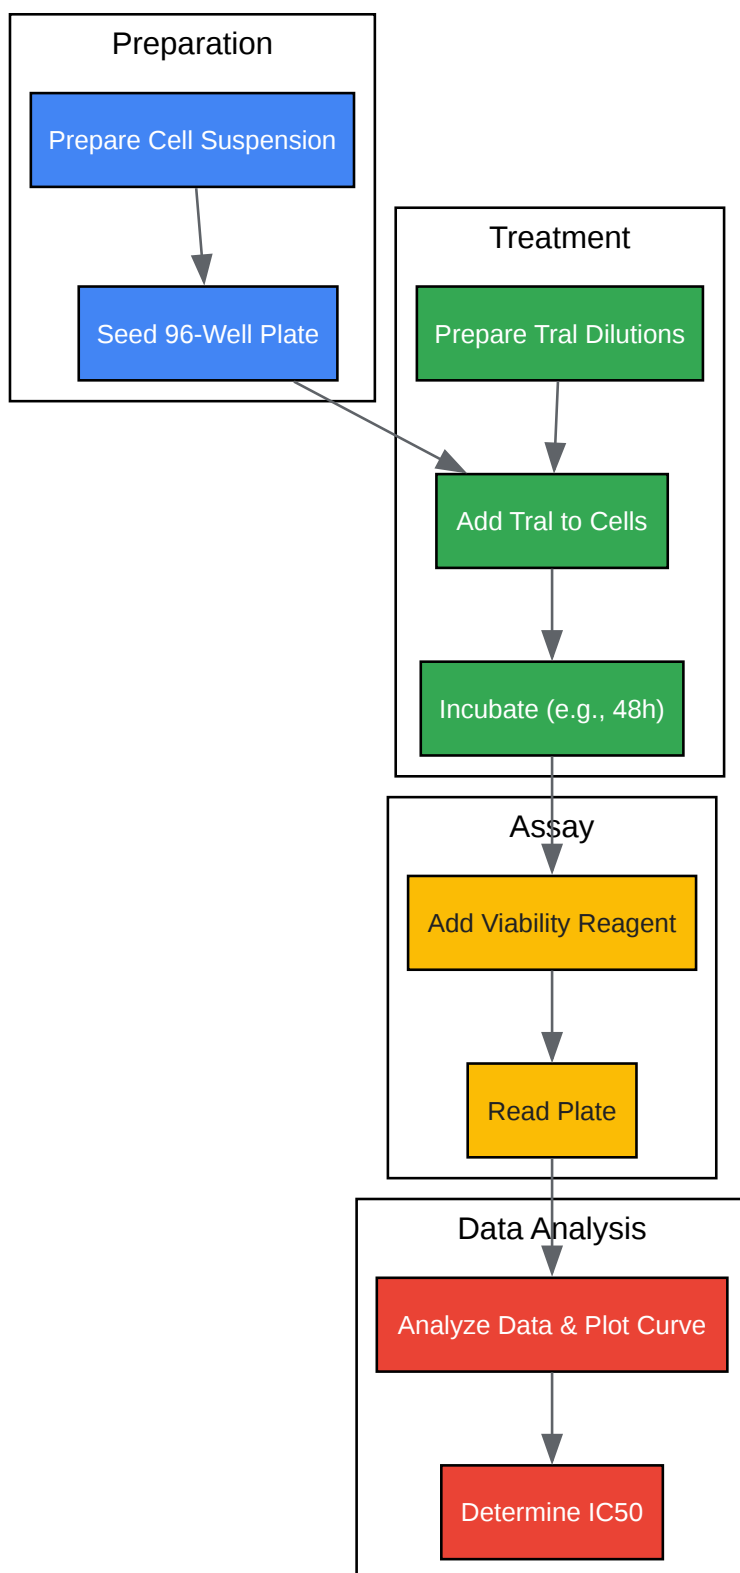 Preparation
Prepare Cell Suspension
Seed 96-Well Plate
Treatment
Prepare Tral Dilutions
Add Tral to Cells
Incubate (e.g., 48h)
Assay
Add Viability Reagent
Read Plate
Data Analysis
Analyze Data & Plot Curve
Determine IC50